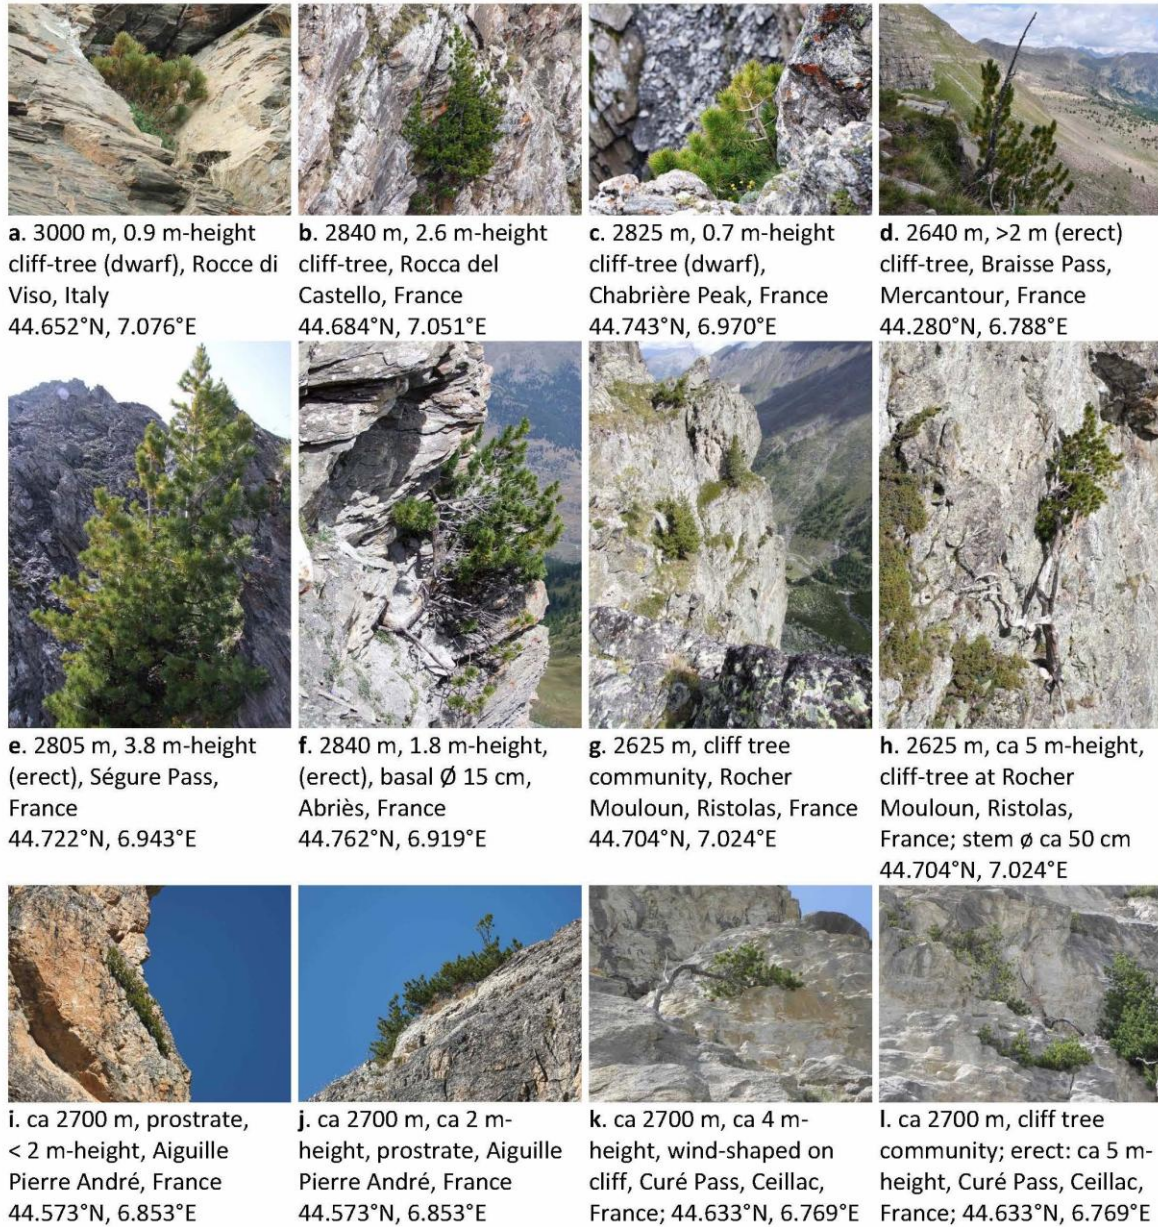 a. 3000 m, 0.9 m-height
cliff-tree (dwarf), Rocce di
Viso, Italy
44.652°N, 7.076°E
b. 2840 m, 2.6 m-height
cliff-tree, Rocca del
Castello, France
44.684°N, 7.051°E
c. 2825 m, 0.7 m-height
cliff-tree (dwarf),
Chabrière Peak, France
44.743°N, 6.970°E
d. 2640 m, >2 m (erect)
cliff-tree, Braisse Pass,
Mercantour, France
44.280°N, 6.788°E
e. 2805 m, 3.8 m-height
(erect), Ségure Pass,
France
44.722°N, 6.943°E
f. 2840 m, 1.8 m-height,
(erect), basal Ø 15 cm,
Abriès, France
44.762°N, 6.919°E
g. 2625 m, cliff tree
community, Rocher
Mouloun, Ristolas, France
44.704°N, 7.024°E
h. 2625 m, ca 5 m-height,
cliff-tree at Rocher
Mouloun, Ristolas,
France; stem ø ca 50 cm
44.704°N, 7.024°E
i. ca 2700 m, prostrate,
< 2 m-height, Aiguille
Pierre André, France
44.573°N, 6.853°E
j. ca 2700 m, ca 2 m-
height, prostrate, Aiguille
Pierre André, France
44.573°N, 6.853°E
k. ca 2700 m, ca 4 m-
height, wind-shaped on
cliff, Curé Pass, Ceillac,
France; 44.633°N, 6.769°E
l. ca 2700 m, cliff tree
community; erect: ca 5 m-
height, Curé Pass, Ceillac,
France; 44.633°N, 6.769°E